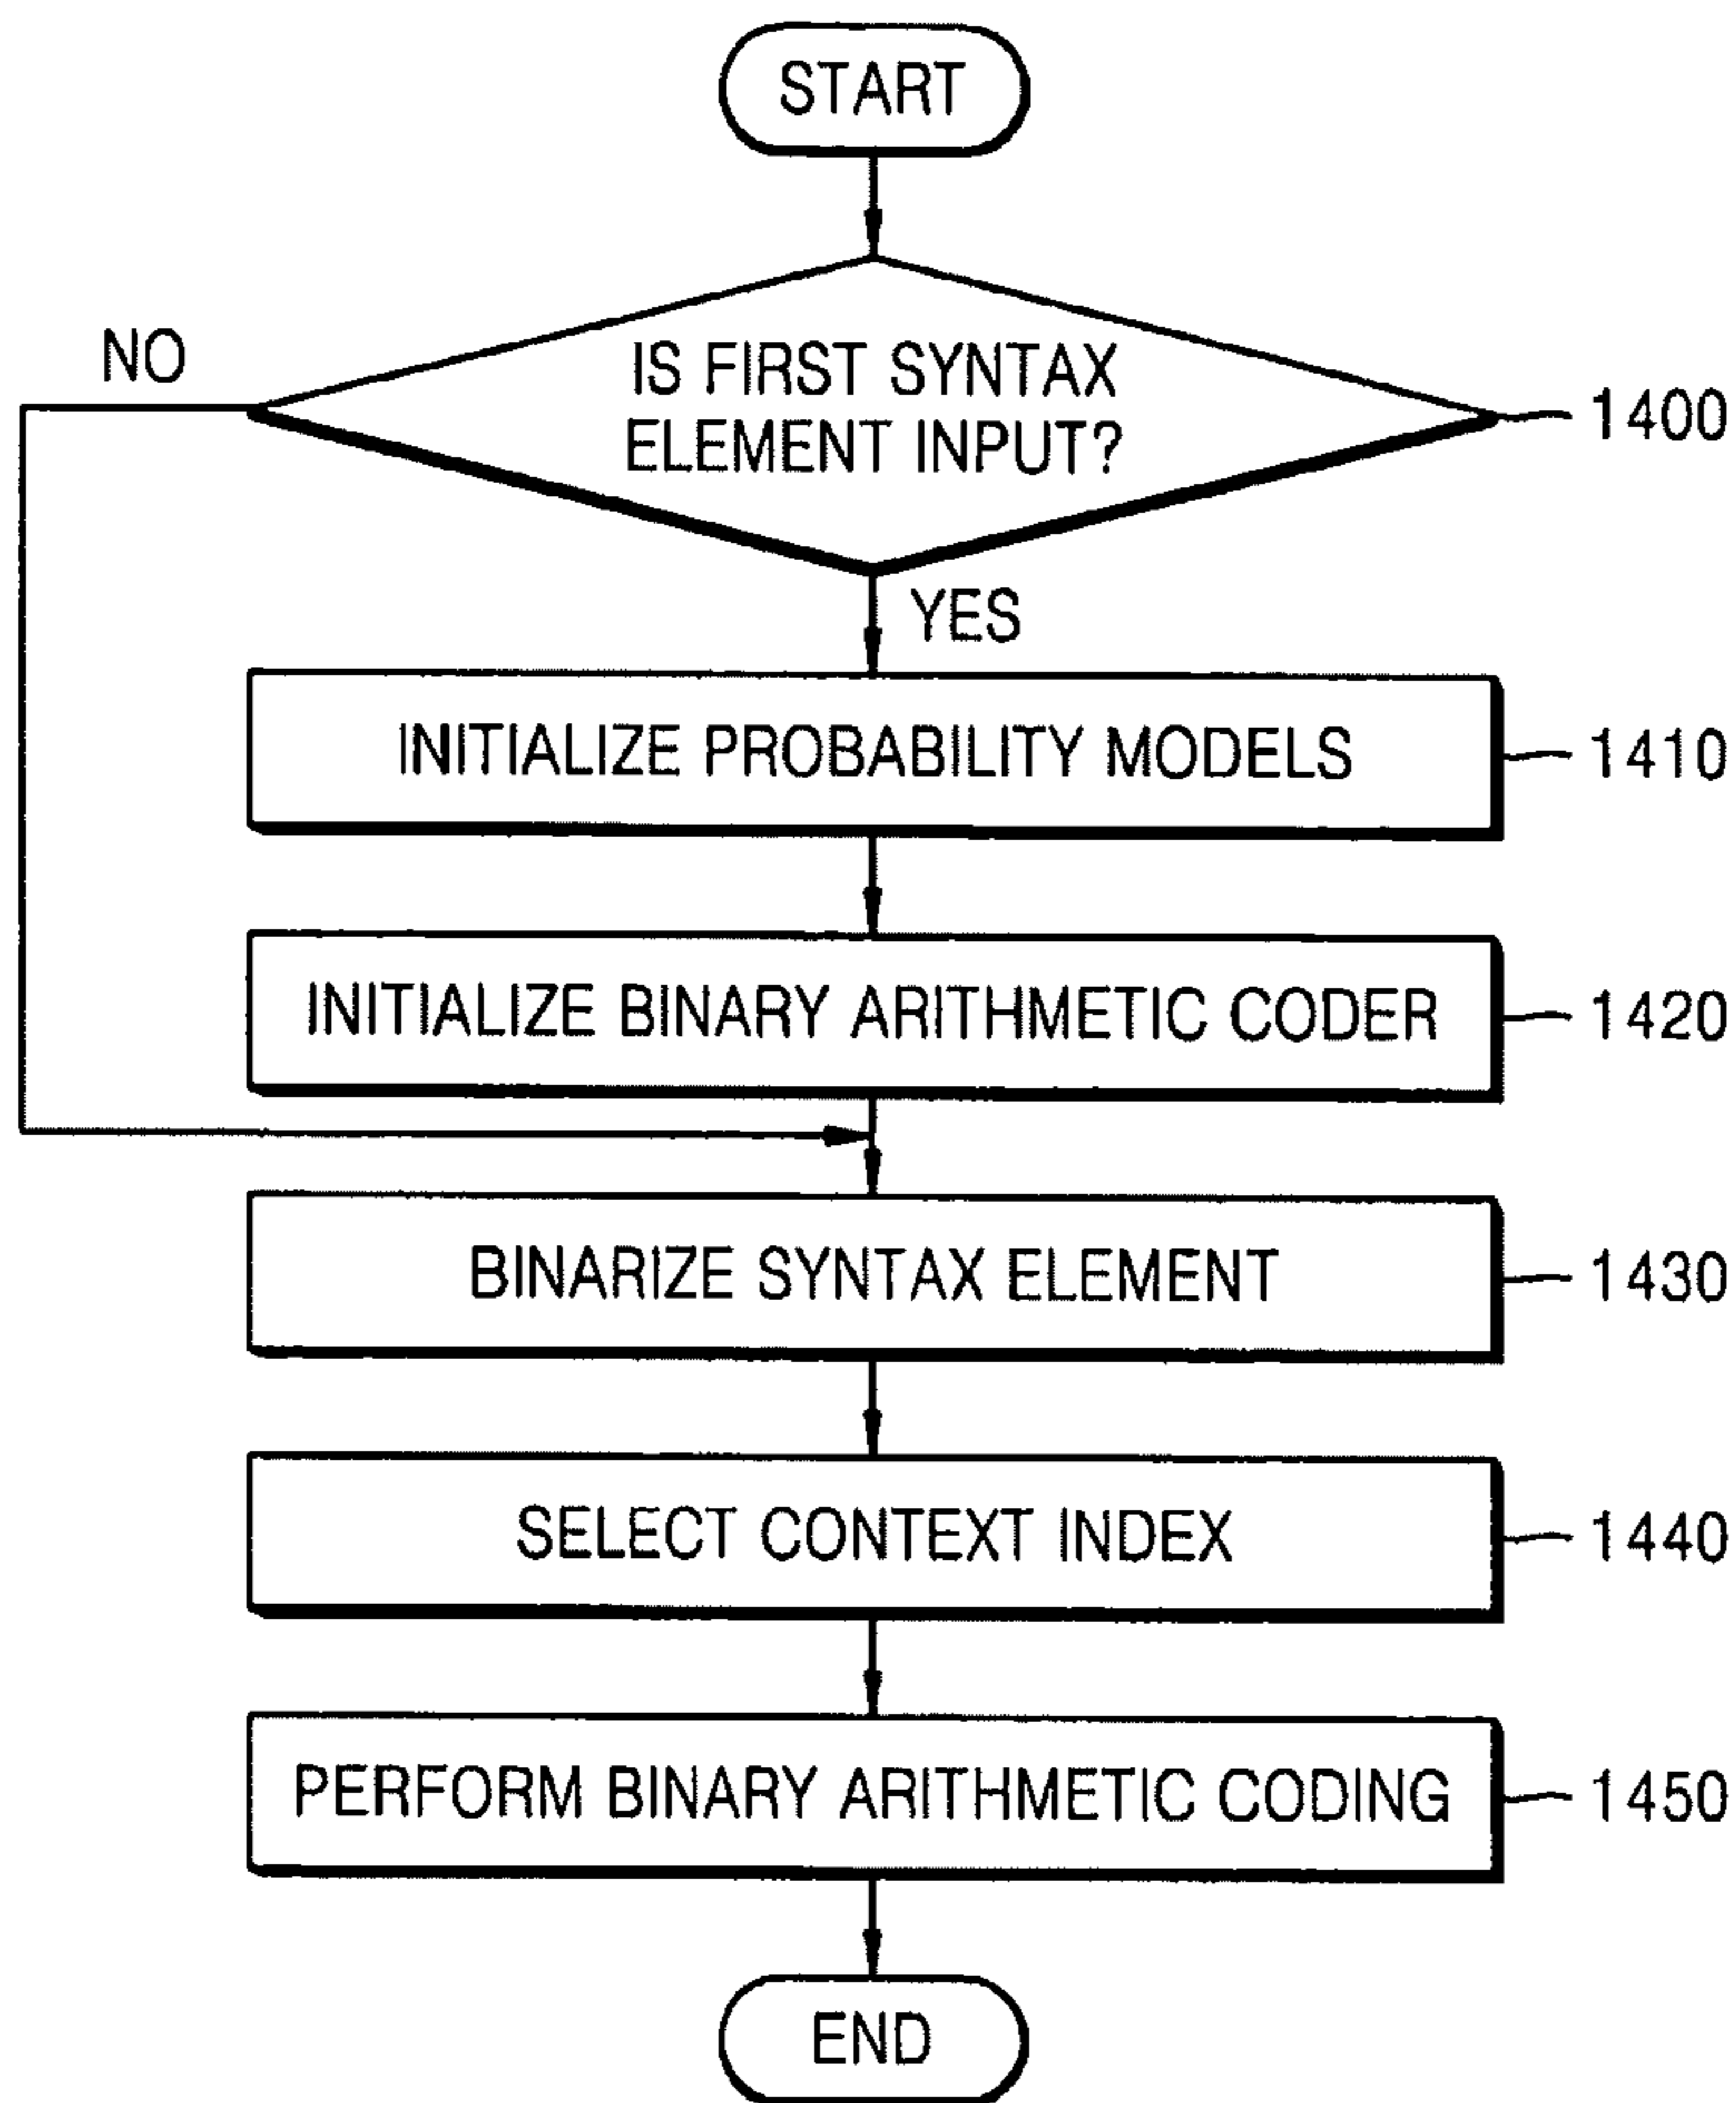 START
NO
IS FIRST SYNTAX
ELEMENT INPUT?
1400
YES
INITIALIZE PROBABILITY MODELS
1410
INITIALIZE BINARY ARITHMETIC CODER
1420
BINARIZE SYNTAX ELEMENT
1430
SELECT CONTEXT INDEX
1440
PERFORM BINARY ARITHMETIC CODING
1450
END